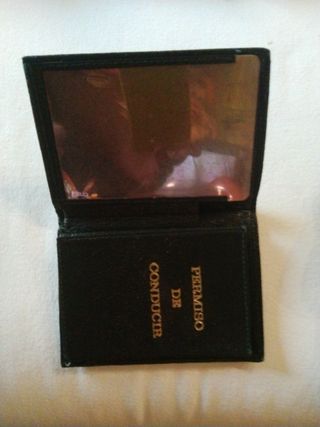 PERMISO
DE
CONDUCIR